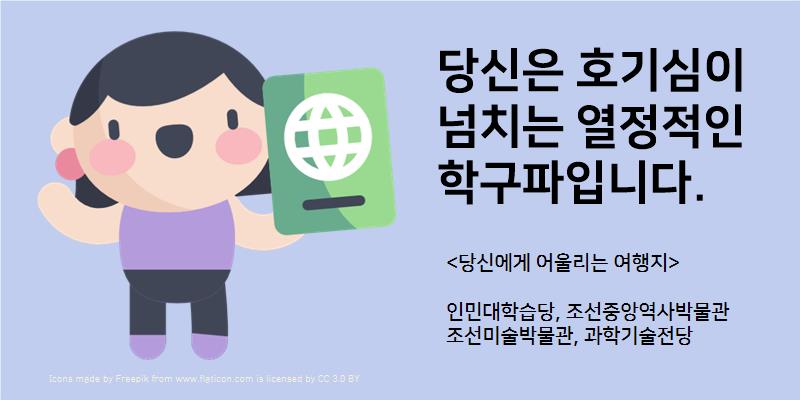 당신은 호기심이
넘치는 열정적인
학구파입니다.
<당신에게 어울리는 여행지>
인민대학습당, 조선중앙역사박물관
조선미술박물관, 과학기술전당
Icons made by Freepik from www.flaticon.com is licensed by CC 3.0 BY